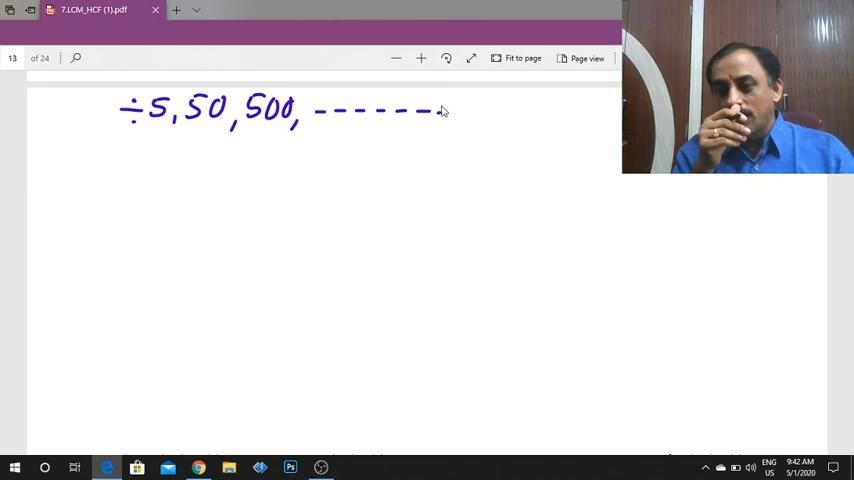 7.LCM_HCF (1).pdf
13 of 24 Fit to page Page view
÷5, 50, 500, -------
ENG 9:42 AM
US 5/1/2020
Ps